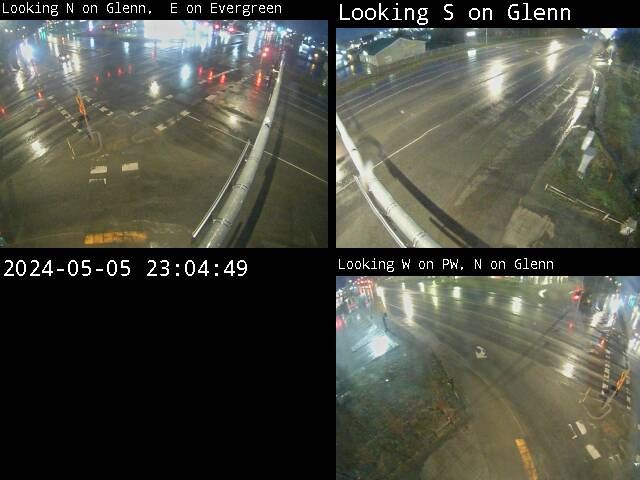 Looking N on Glenn,  E on Evergreen
Looking S on Glenn
2024-05-05 23:04:49
Looking W on PW, N on Glenn